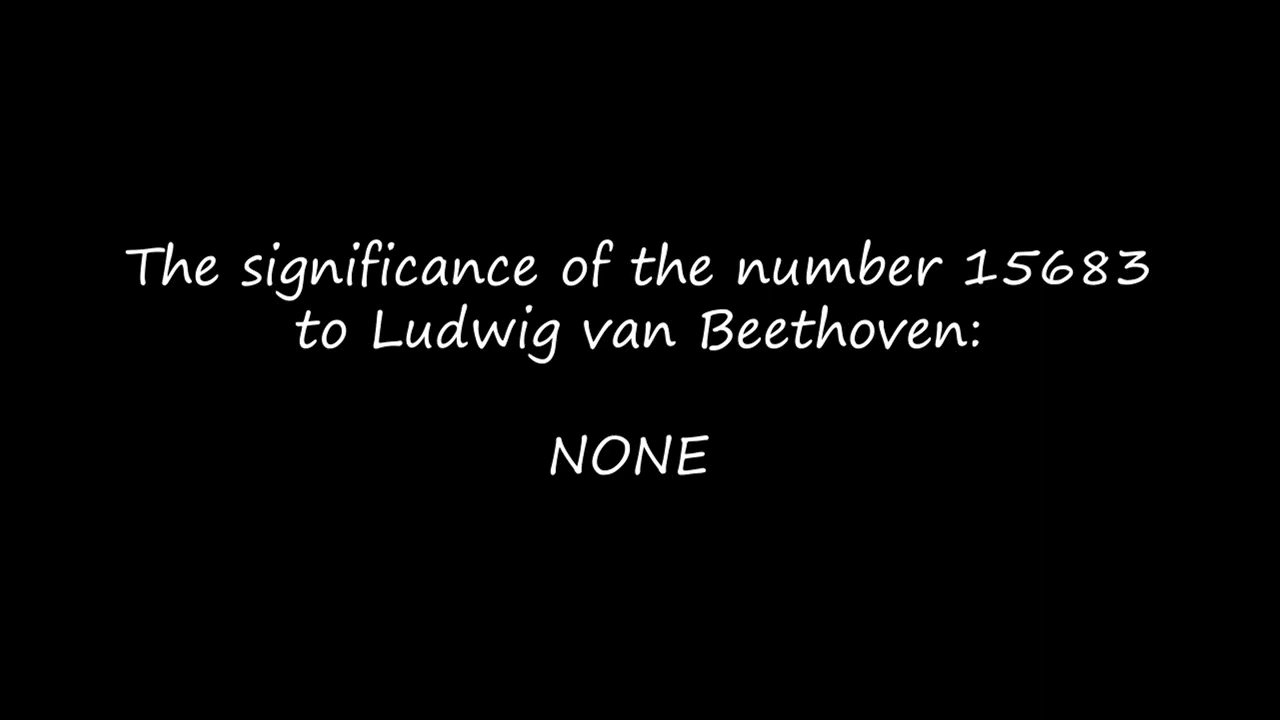 The significance of the number 15683
to Ludwig van Beethoven:
NONE